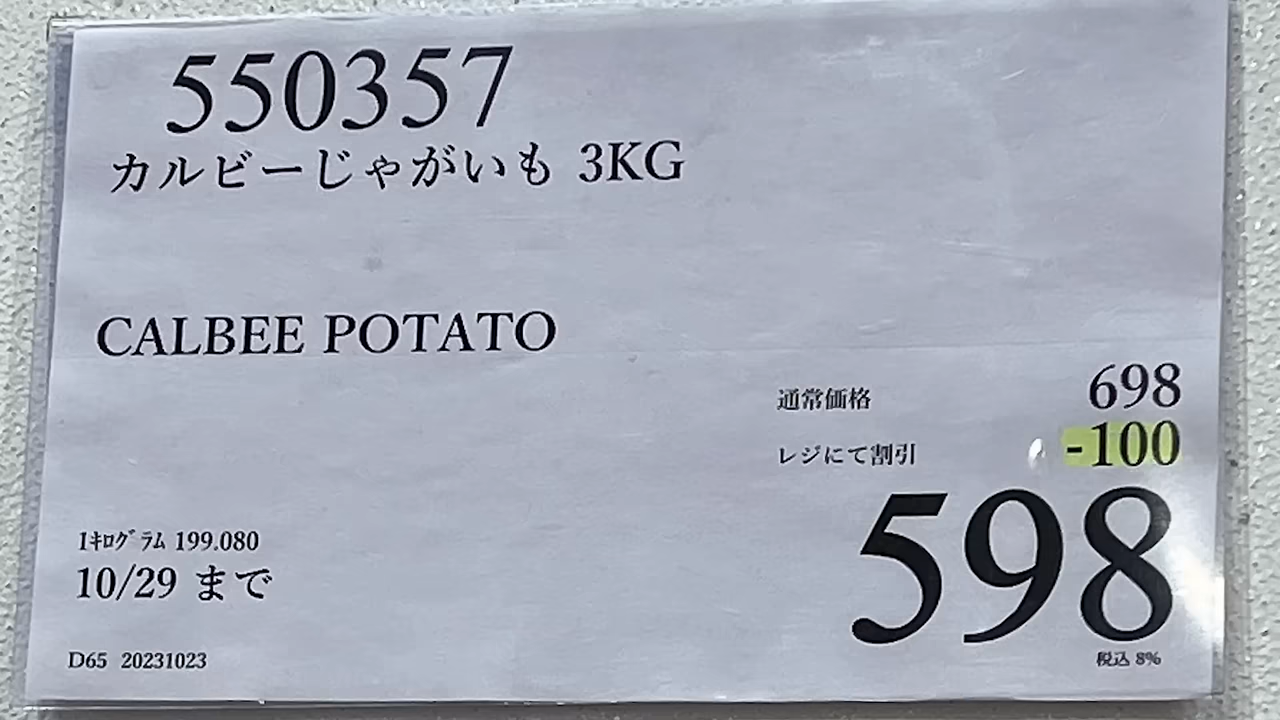 550357
カルビーじゃがいも 3KG
CALBEE POTATO
通常価格 698
レジにて割引 -100
598
税込 8%
1ｷﾛｸﾞﾗﾑ 199.080
10/29 まで
D65 20231023